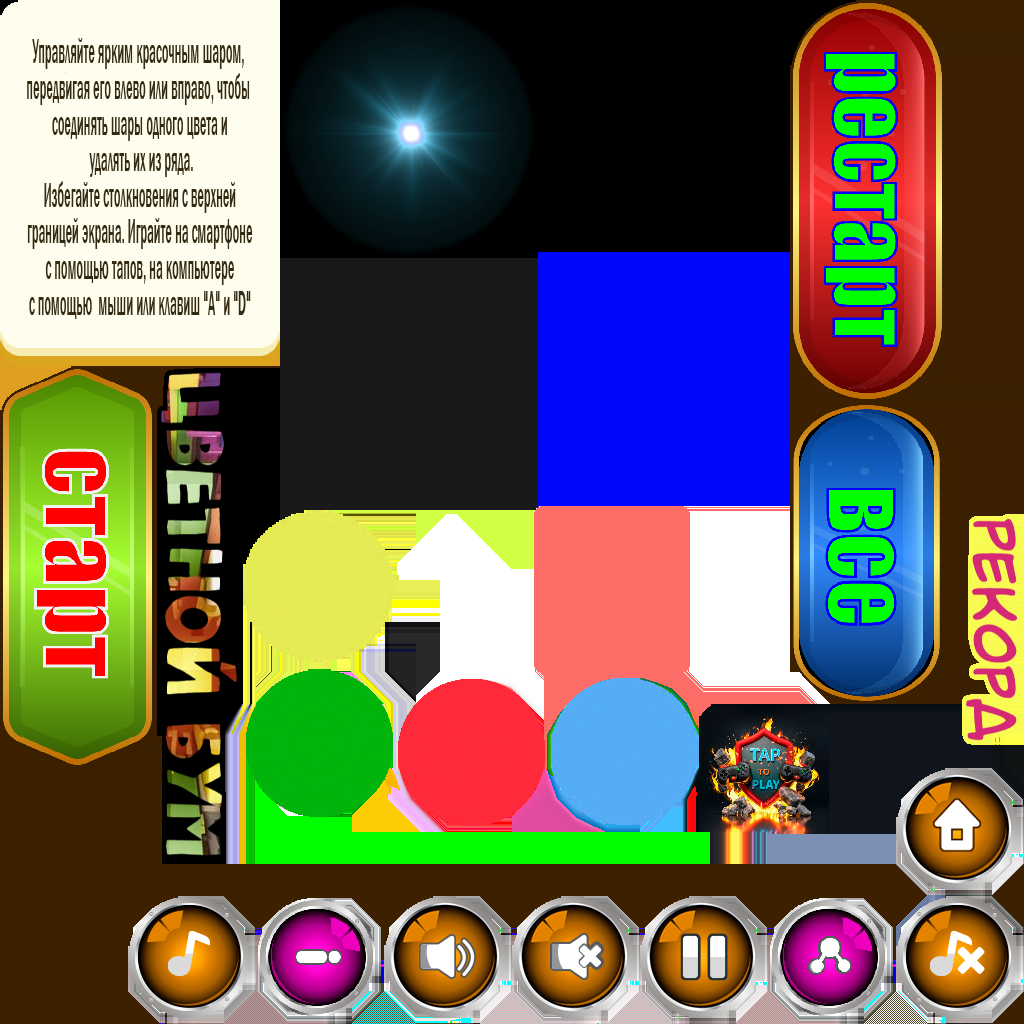 Управляйте ярким красочным шаром,
передвигая его влево или вправо, чтобы
соединять шары одного цвета и
удалять их из ряда.
Избегайте столкновения с верхней
границей экрана. Играйте на смартфоне
с помощью тапов, на компьютере
с помощью мыши или клавиш "A" и "D"
рестарт
старт
ЦВЕТНОЙ БУМ
все
РЕКОРД
TAP
TO
PLAY